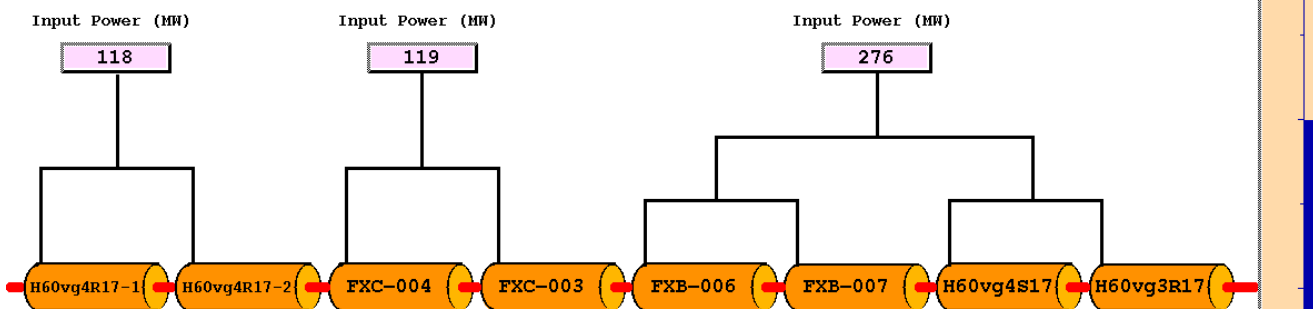 Input Power (MW) Input Power (MW) Input Power (MW)
118 119 276
H60vg4R17-1 H60vg4R17-2 FXC-004 FXC-003 FXB-006 FXB-007 H60vg4S17 H60vg3R17